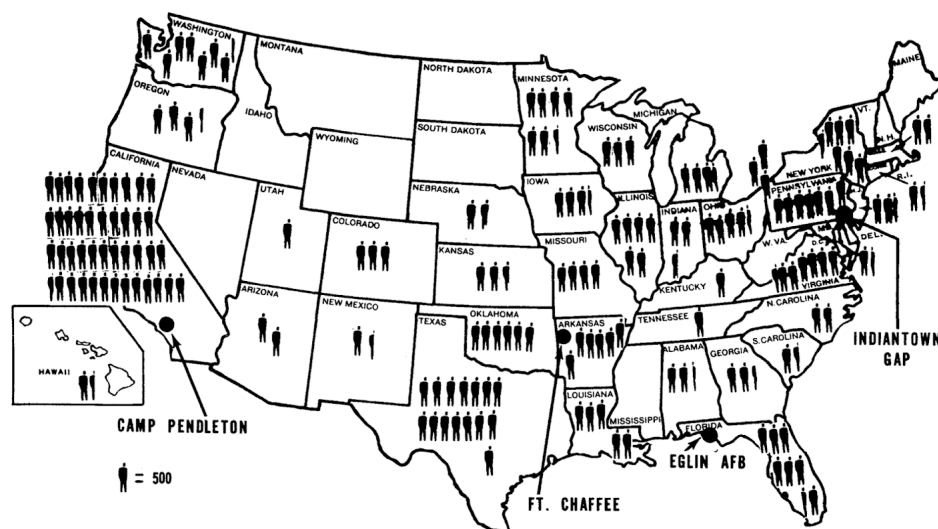 WASHINGTON
MONTANA
NORTH DAKOTA
MINNESOTA
MAINE
OREGON
IDAHO
SOUTH DAKOTA
WISCONSIN
MICHIGAN
VT.
N.H.
WYOMING
NEW YORK
R.I.
CALIFORNIA
NEVADA
UTAH
NEBRASKA
IOWA
ILLINOIS
INDIANA
OHIO
PENNSYLVANIA
N.J.
COLORADO
KANSAS
MISSOURI
W. VA.
MD.
D.C.
DEL.
KENTUCKY
VIRGINIA
ARIZONA
NEW MEXICO
TEXAS
OKLAHOMA
ARKANSAS
TENNESSEE
N.CAROLINA
INDIANTOWN
GAP
S.CAROLINA
ALABAMA
GEORGIA
HAWAII
LOUISIANA
MISSISSIPPI
FLORIDA
CAMP PENDLETON
EGLIN AFB
= 500
FT. CHAFFEE